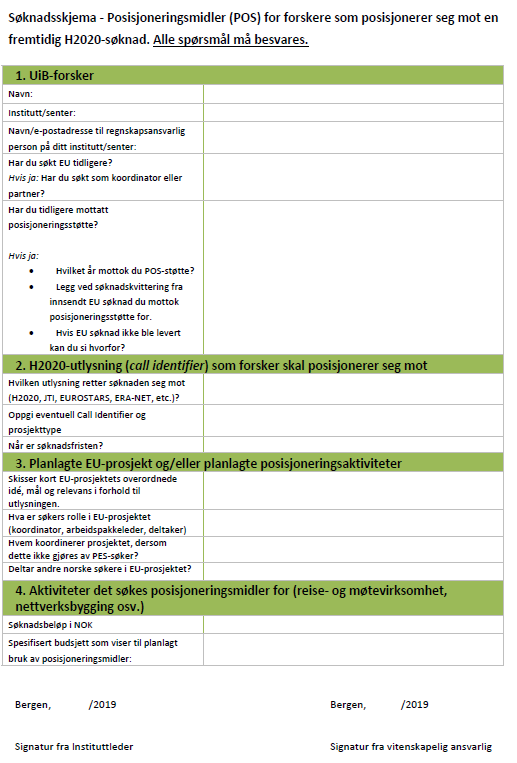 Søknadsskjema - Posisjoneringsmidler (POS) for forskere som posisjonerer seg mot en
fremtidig H2020-søknad. Alle spørsmål må besvares.
1. UiB-forsker
Navn:
Institutt/senter:
Navn/e-postadresse til regnskapsansvarlig
person på ditt institutt/senter:
Har du søkt EU tidligere?
Hvis ja: Har du søkt som koordinator eller
partner?
Har du tidligere mottatt
posisjoneringsstøtte?
Hvis ja:
• Hvilket år mottok du POS-støtte?
• Legg ved søknadskvittering fra
innsendt EU søknad du mottok
posisjoneringsstøtte for.
• Hvis EU søknad ikke ble levert
kan du si hvorfor?
2. H2020-utlysning (call identifier) som forsker skal posisjonerer seg mot
Hvilken utlysning retter søknaden seg mot
(H2020, JTI, EUROSTARS, ERA-NET, etc.)?
Oppgi eventuell Call Identifier og
prosjekttype
Når er søknadsfristen?
3. Planlagte EU-prosjekt og/eller planlagte posisjoneringsaktiviteter
Skisser kort EU-prosjektets overordnede
idé, mål og relevans i forhold til
utlysningen.
Hva er søkers rolle i EU-prosjektet
(koordinator, arbeidspakkeleder, deltaker)
Hvem koordinerer prosjektet, dersom
dette ikke gjøres av PES-søker?
Deltar andre norske søkere i EU-prosjektet?
4. Aktiviteter det søkes posisjoneringsmidler for (reise- og møtevirksomhet,
nettverksbygging osv.)
Søknadsbeløp i NOK
Spesifisert budsjett som viser til planlagt
bruk av posisjoneringsmidler:
Bergen, /2019 Bergen, /2019
Signatur fra Instituttleder Signatur fra vitenskapelig ansvarlig